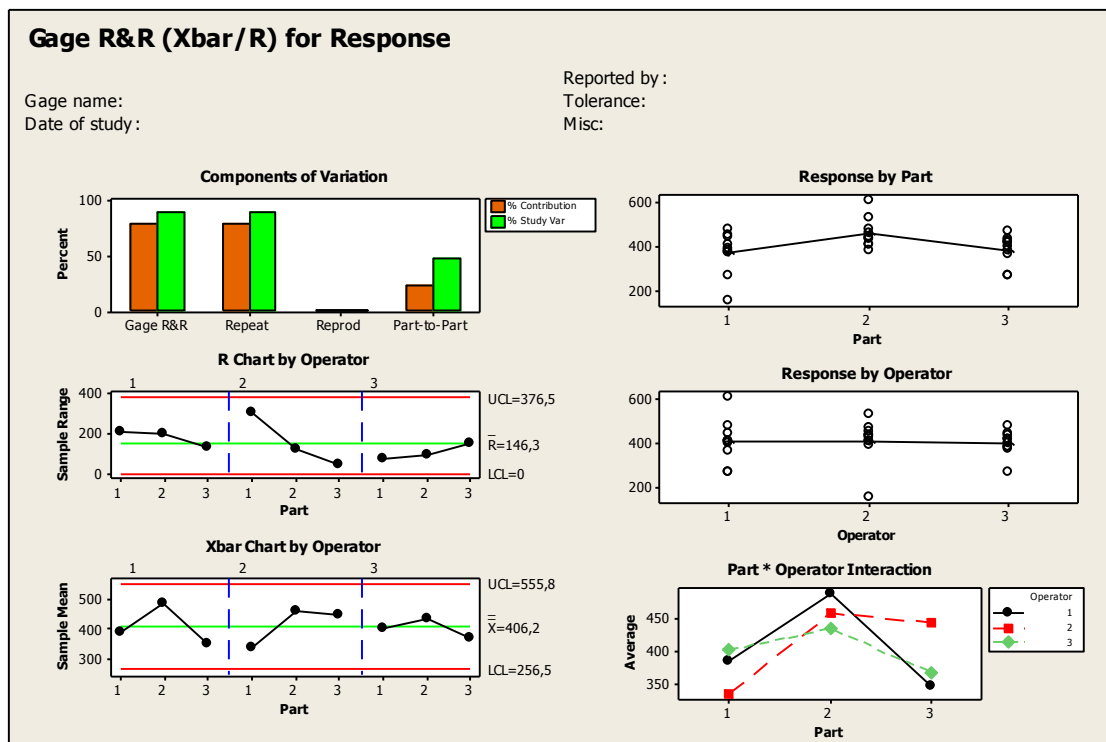 Gage R&R (Xbar/R) for Response
Gage name:
Date of study:
Reported by:
Tolerance:
Misc:
Components of Variation
100
50
0
Percent
Gage R&R Repeat Reprod Part-to-Part
% Contribution
% Study Var
R Chart by Operator
1 2 3
400
200
0
Sample Range
UCL=376,5
R=146,3
LCL=0
1 2 3 1 2 3 1 2 3
Part
Xbar Chart by Operator
1 2 3
500
400
300
Sample Mean
UCL=555,8
X=406,2
LCL=256,5
1 2 3 1 2 3 1 2 3
Part
Response by Part
600
400
200
1 2 3
Part
Response by Operator
600
400
200
1 2 3
Operator
Part * Operator Interaction
450
400
350
Average
1 2 3
Part
Operator
1
2
3